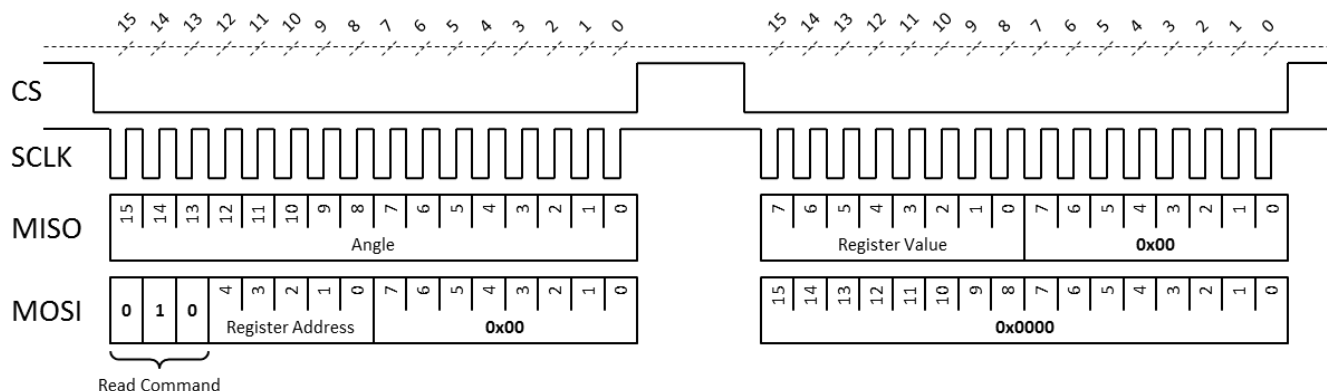 15 14 13 12 11 10 9 8 7 6 5 4 3 2 1 0 15 14 13 12 11 10 9 8 7 6 5 4 3 2 1 0
CS
SCLK
MISO 15 14 13 12 11 10 9 8 7 6 5 4 3 2 1 0 7 6 5 4 3 2 1 0 7 6 5 4 3 2 1 0
Angle Register Value 0x00
MOSI 0 1 0 4 3 2 1 0 7 6 5 4 3 2 1 0 15 14 13 12 11 10 9 8 7 6 5 4 3 2 1 0
Register Address 0x00 0x0000
Read Command